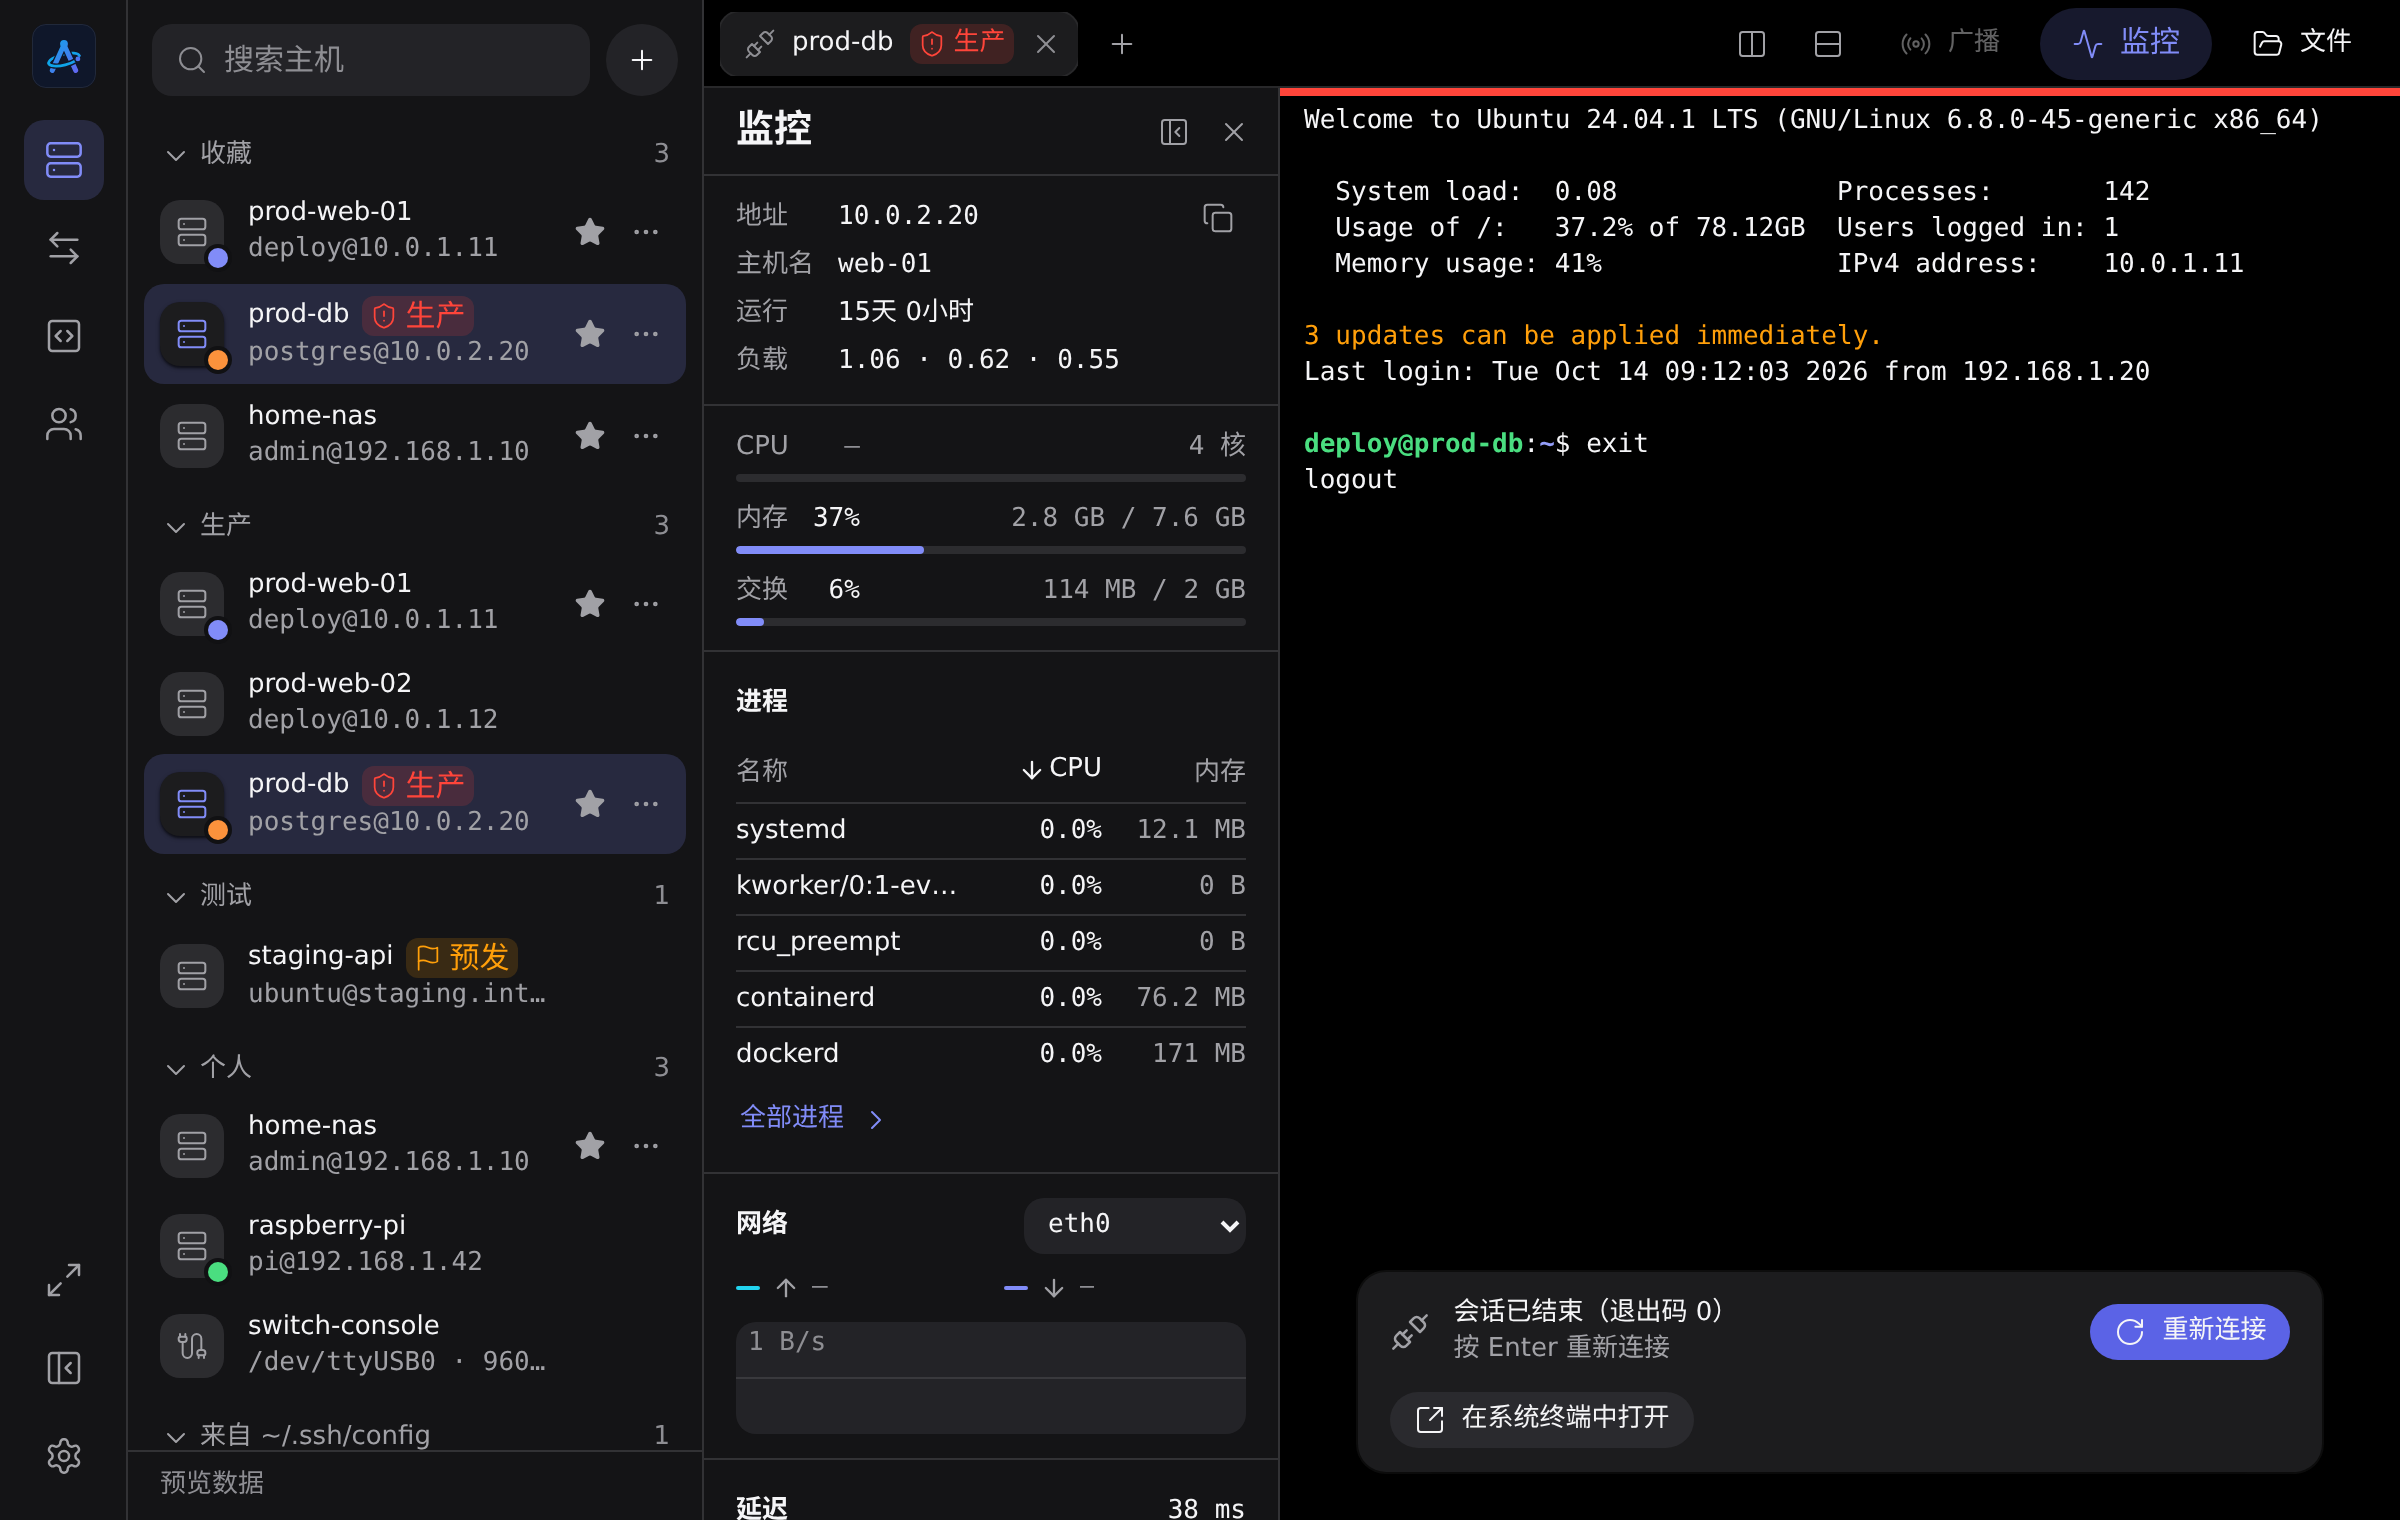 搜索主机
收藏 3
prod-web-01
deploy@10.0.1.11
prod-db 生产
postgres@10.0.2.20
home-nas
admin@192.168.1.10
生产 3
prod-web-01
deploy@10.0.1.11
prod-web-02
deploy@10.0.1.12
prod-db 生产
postgres@10.0.2.20
测试 1
staging-api 预发
ubuntu@staging.int…
个人 3
home-nas
admin@192.168.1.10
raspberry-pi
pi@192.168.1.42
switch-console
/dev/ttyUSB0 · 960…
来自 ~/.ssh/config 1
预览数据
prod-db 生产
广播 监控 文件
监控
地址 10.0.2.20
主机名 web-01
运行 15天 0小时
负载 1.06 · 0.62 · 0.55
CPU – 4 核
内存 37% 2.8 GB / 7.6 GB
交换 6% 114 MB / 2 GB
进程
名称 CPU 内存
systemd 0.0% 12.1 MB
kworker/0:1-ev… 0.0% 0 B
rcu_preempt 0.0% 0 B
containerd 0.0% 76.2 MB
dockerd 0.0% 171 MB
全部进程
网络 eth0
– –
1 B/s
延迟 38 ms
Welcome to Ubuntu 24.04.1 LTS (GNU/Linux 6.8.0-45-generic x86_64)
System load: 0.08 Processes: 142
Usage of /: 37.2% of 78.12GB Users logged in: 1
Memory usage: 41% IPv4 address: 10.0.1.11
3 updates can be applied immediately.
Last login: Tue Oct 14 09:12:03 2026 from 192.168.1.20
deploy@prod-db:~$ exit
logout
会话已结束（退出码 0）
按 Enter 重新连接
重新连接
在系统终端中打开